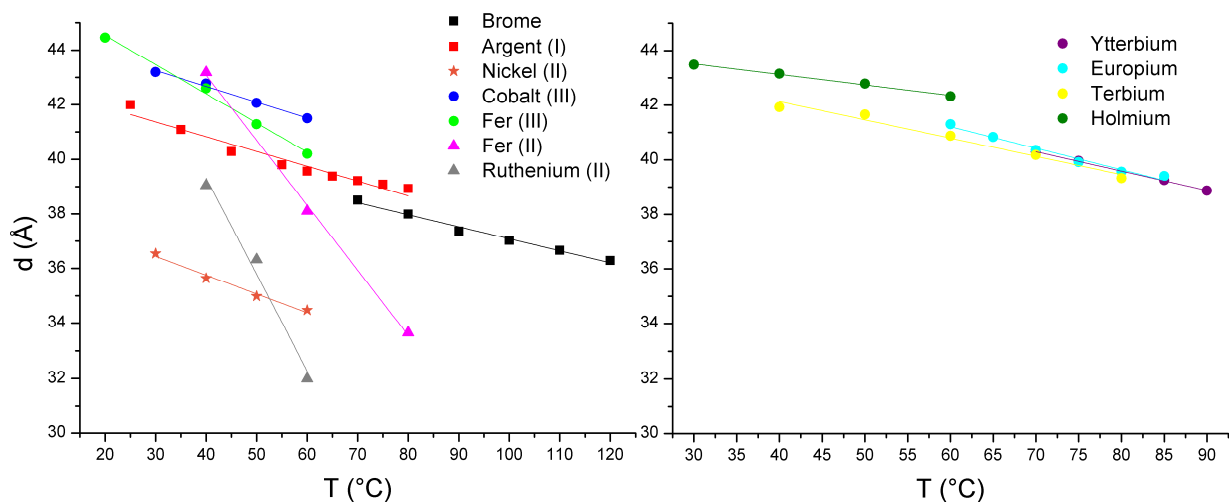 44
42
40
38
36
34
32
30
d (Å)
20 30 40 50 60 70 80 90 100 110 120
T (°C)
Brome
Argent (I)
Nickel (II)
Cobalt (III)
Fer (III)
Fer (II)
Ruthenium (II)
44
42
40
38
36
34
32
30
30 35 40 45 50 55 60 65 70 75 80 85 90
T (°C)
Ytterbium
Europium
Terbium
Holmium